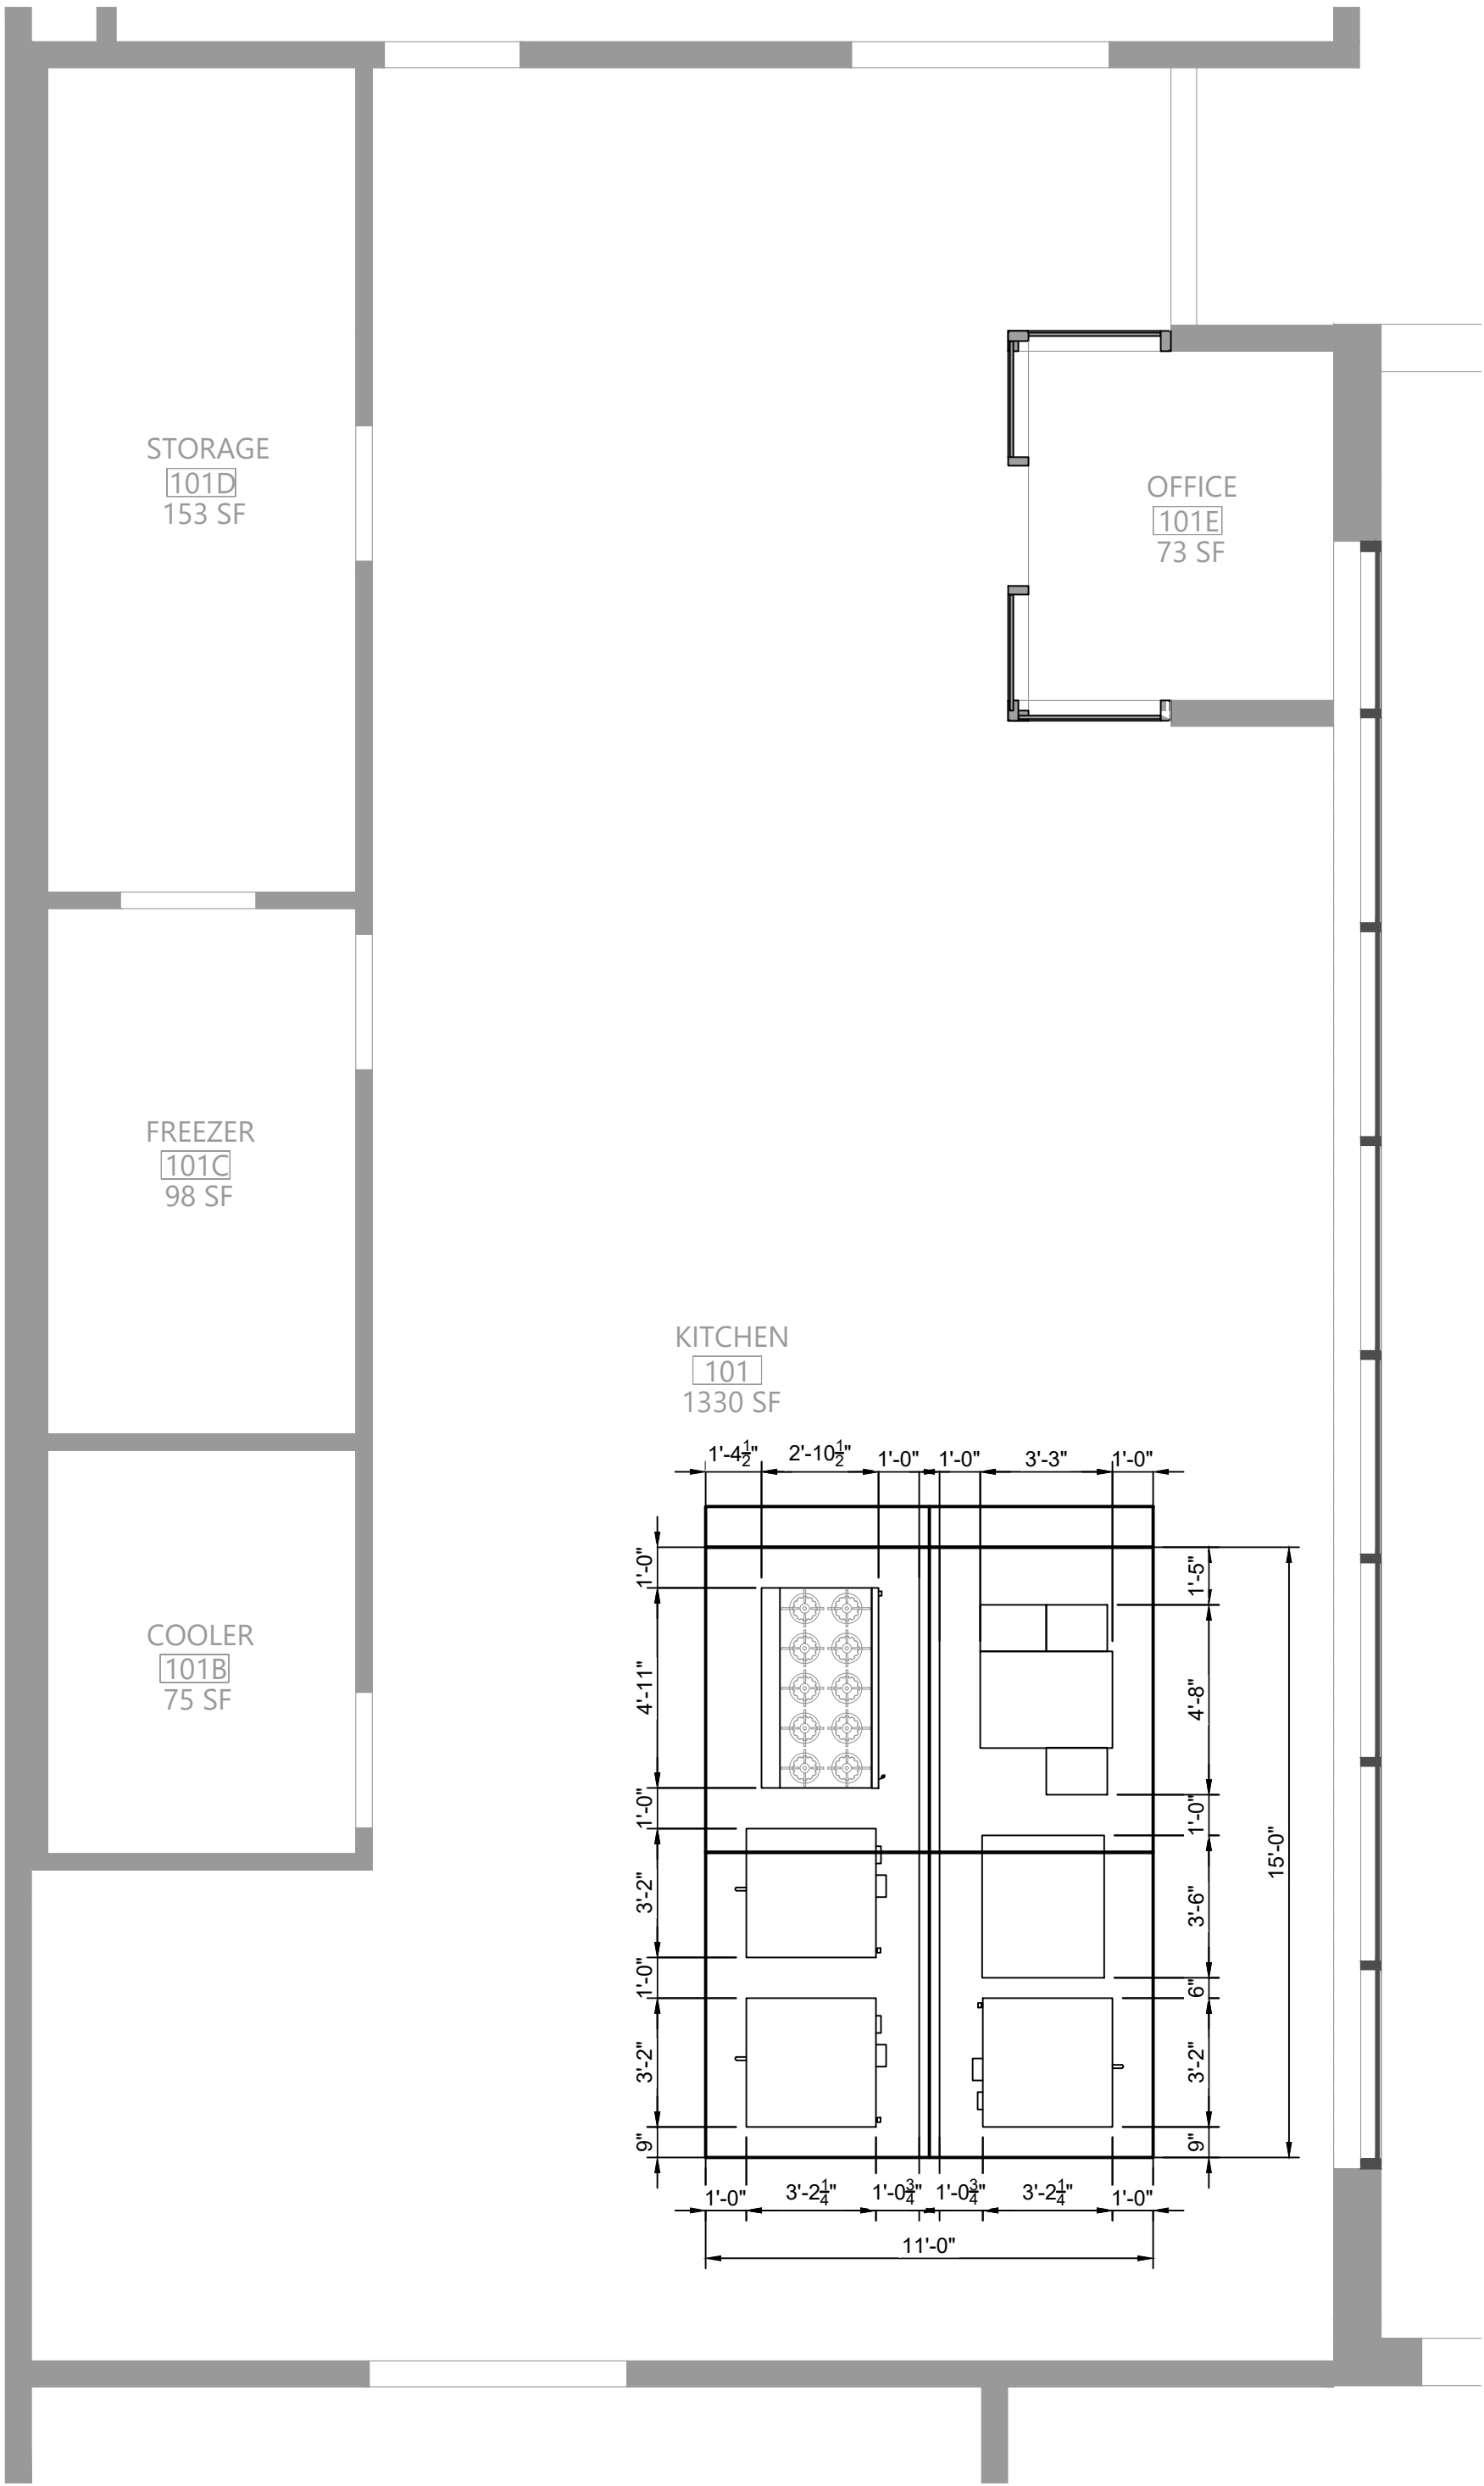 STORAGE
101D
153 SF
OFFICE
101E
73 SF
FREEZER
101C
98 SF
KITCHEN
101
1330 SF
COOLER
101B
75 SF
1'-4½"
2'-10½"
1'-0"
1'-0"
3'-3"
1'-0"
1'-0"
4'-11"
1'-0"
3'-2"
1'-0"
3'-2"
9"
1'-5"
4'-8"
1'-0"
3'-6"
6"
3'-2"
9"
15'-0"
1'-0"
3'-2¼"
1'-0¾"
1'-0¾"
3'-2¼"
1'-0"
11'-0"